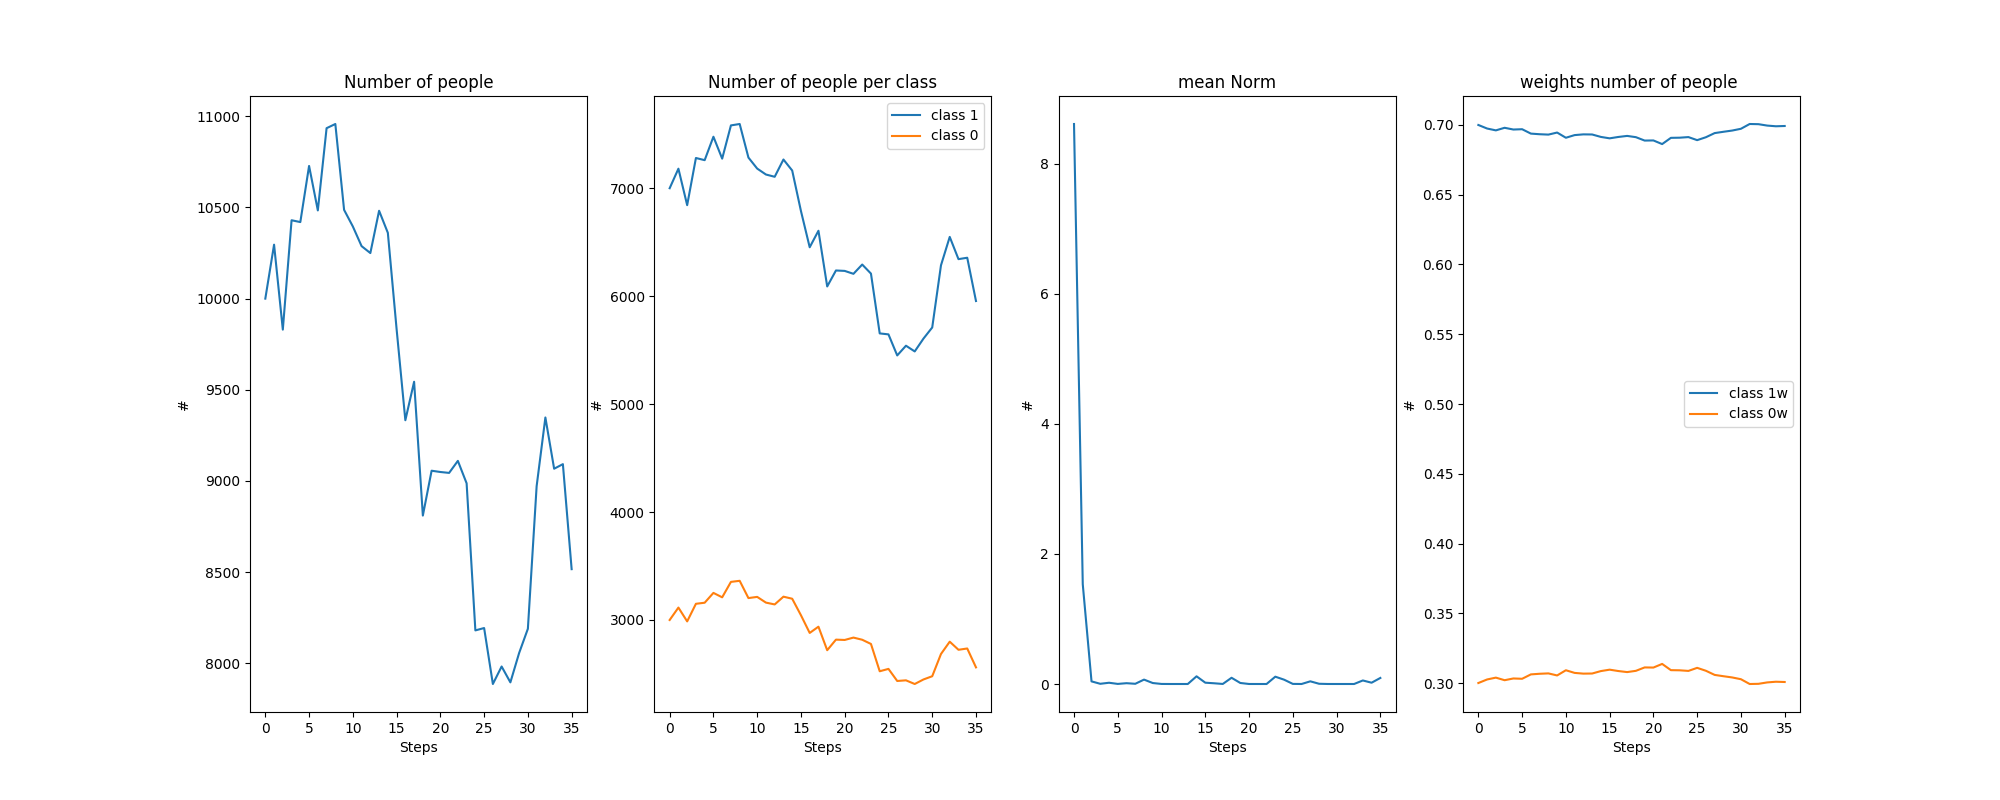 Number of people
11000
10500
10000
9500
9000
8500
8000
#
0 5 10 15 20 25 30 35
Steps
Number of people per class
class 1
class 0
7000
6000
5000
4000
3000
#
0 5 10 15 20 25 30 35
Steps
mean Norm
8
6
4
2
0
#
0 5 10 15 20 25 30 35
Steps
weights number of people
0.70
0.65
0.60
0.55
0.50
0.45
0.40
0.35
0.30
#
class 1w
class 0w
0 5 10 15 20 25 30 35
Steps